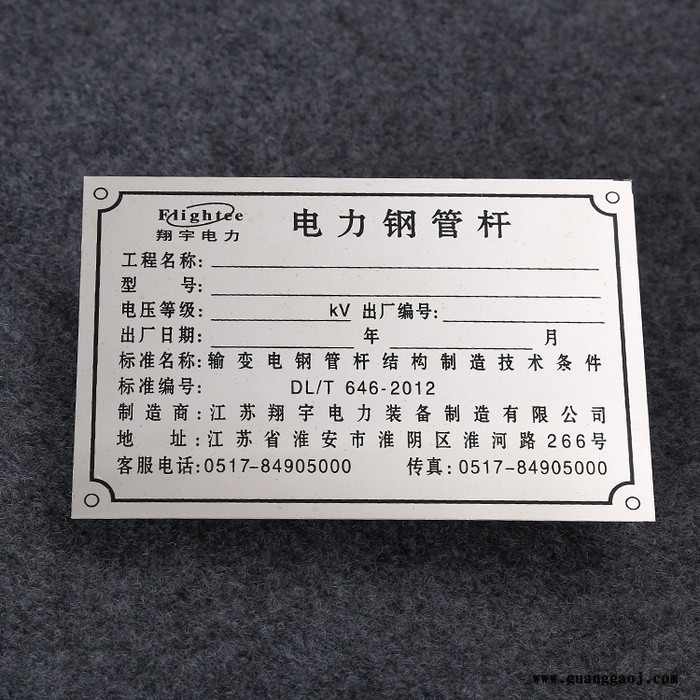 Flightee
翔宇电力
电力钢管杆
工程名称:
型 号:
电压等级: kV 出厂编号:
出厂日期: 年 月
标准名称:输变电钢管杆结构制造技术条件
标准编号: DL/T 646-2012
制造商:江苏翔宇电力装备制造有限公司
地 址:江苏省淮安市淮阴区淮河路266号
客服电话:0517-84905000 传真:0517-84905000
www.guanggaoj.com